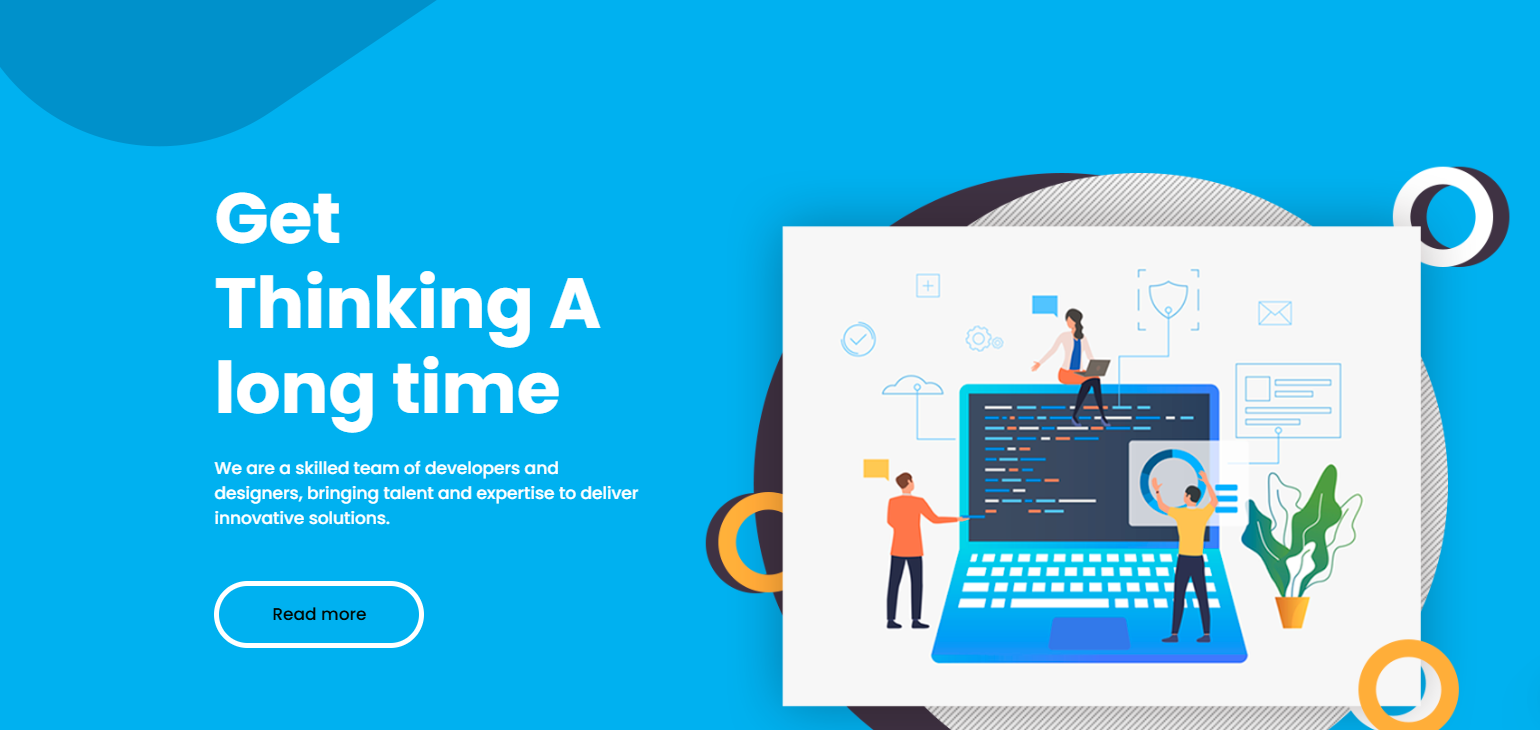 Get
Thinking A
long time
We are a skilled team of developers and
designers, bringing talent and expertise to deliver
innovative solutions.
Read more